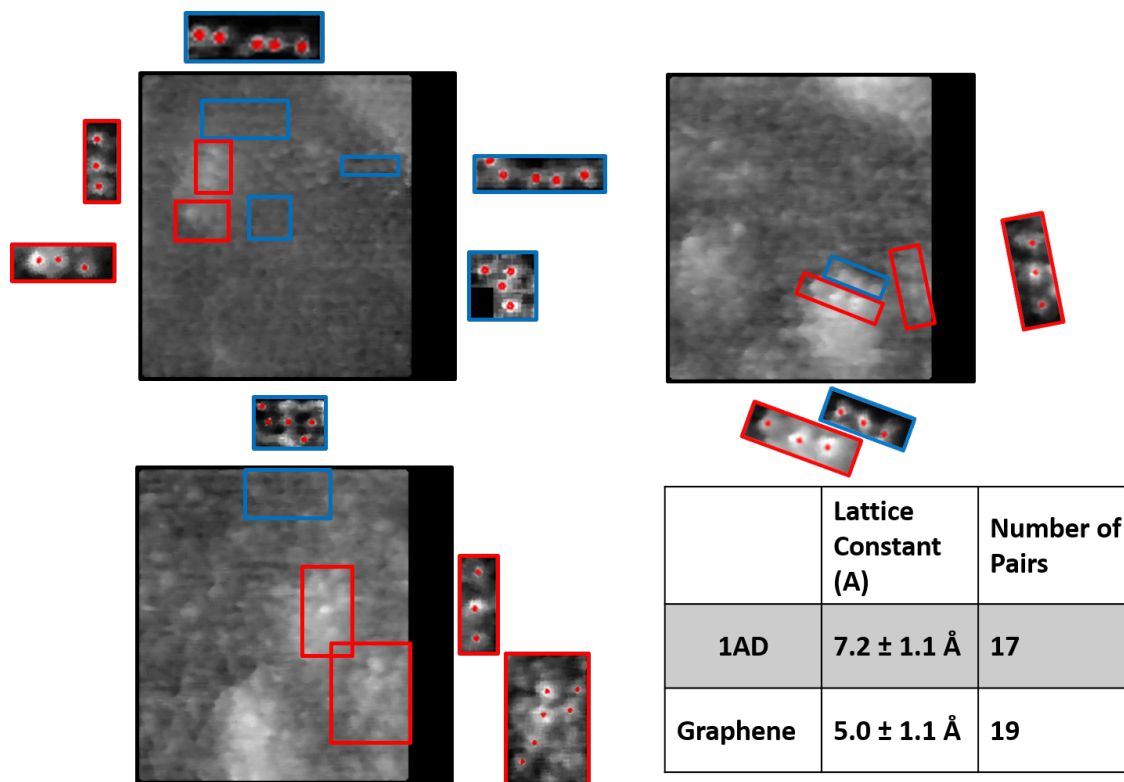 Lattice Constant (A)
Number of Pairs
1AD
7.2 ± 1.1 Å
17
Graphene
5.0 ± 1.1 Å
19